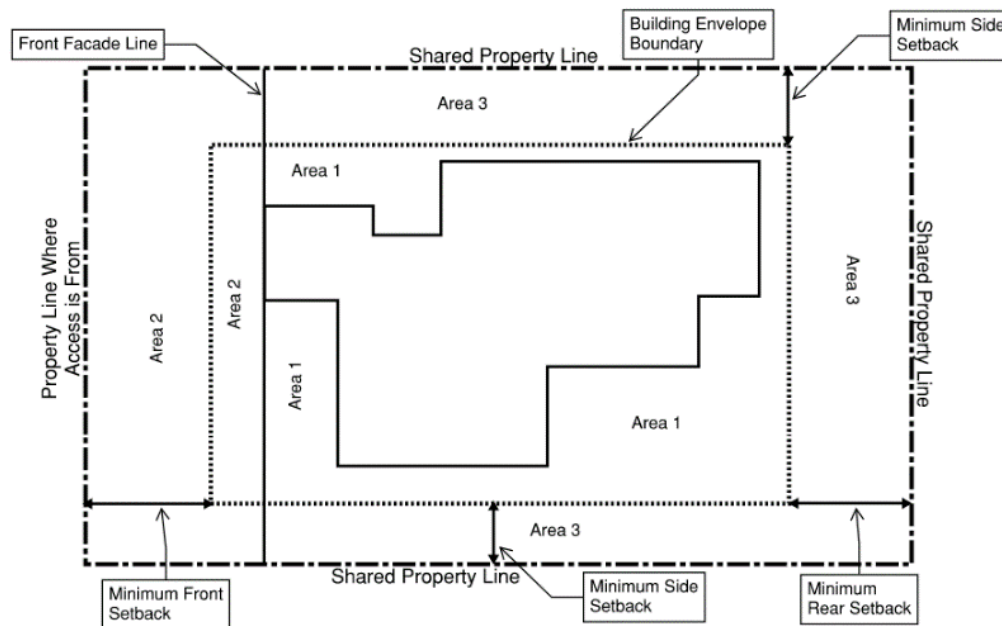 Front Facade Line
Building Envelope
Boundary
Minimum Side
Setback
Shared Property Line
Area 3
Area 1
Property Line Where
Access is From
Area 2
Area 2
Area 3
Shared Property Line
Area 1
Area 1
Area 3
Shared Property Line
Minimum Front
Setback
Minimum Side
Setback
Minimum
Rear Setback